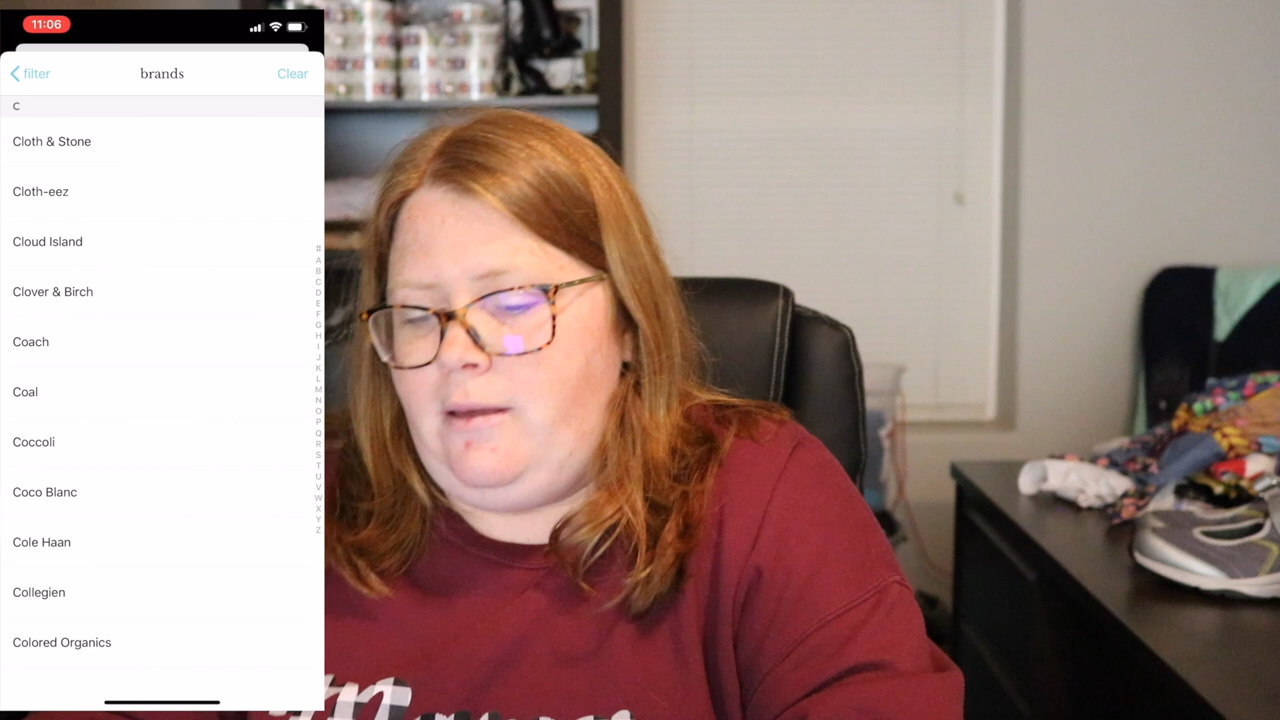 11:06
filter
brands
Clear
C
Cloth & Stone
Cloth-eez
Cloud Island
Clover & Birch
Coach
Coal
Coccoli
Coco Blanc
Cole Haan
Collegien
Colored Organics
#
A
B
C
D
E
F
G
H
I
J
K
L
M
N
O
P
Q
R
S
T
U
V
W
X
Y
Z